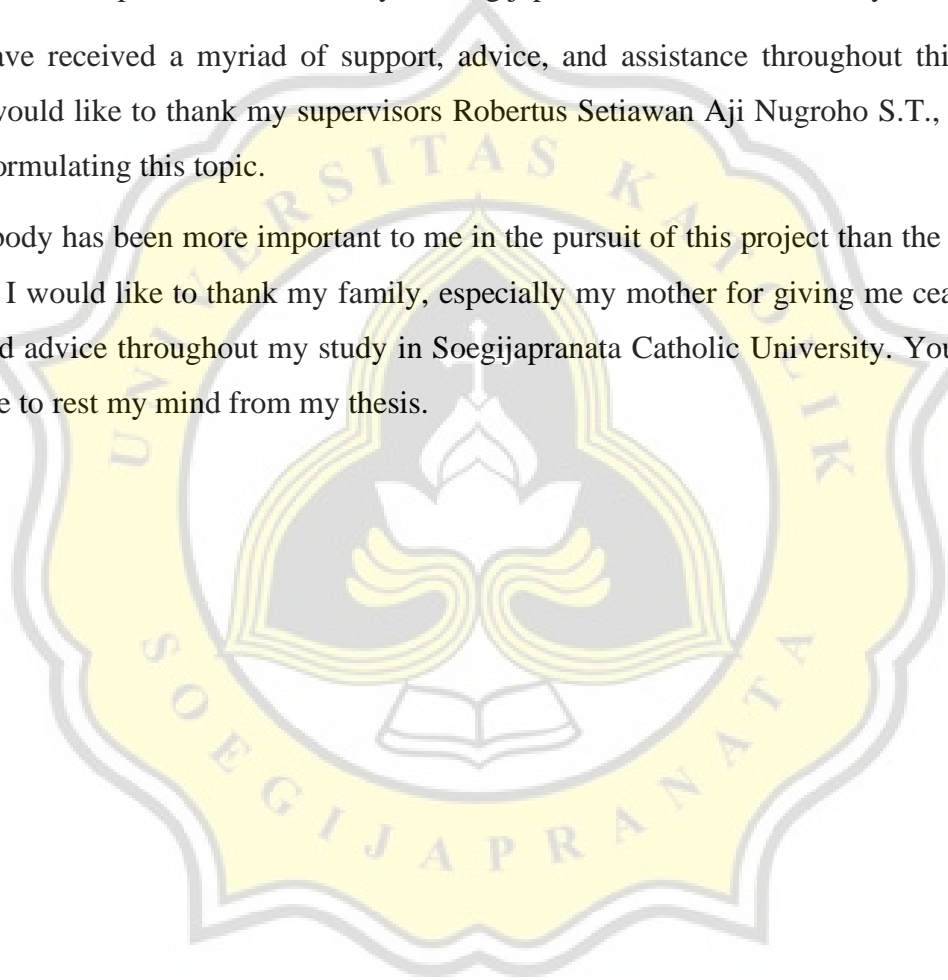 ave received a myriad of support, advice, and assistance throughout thi
would like to thank my supervisors Robertus Setiawan Aji Nugroho S.T.,
ormulating this topic.
body has been more important to me in the pursuit of this project than the
I would like to thank my family, especially my mother for giving me cea
d advice throughout my study in Soegijapranata Catholic University. You
e to rest my mind from my thesis.
UNIVERSITAS KATOLIK
SOEGIJAPRANATA